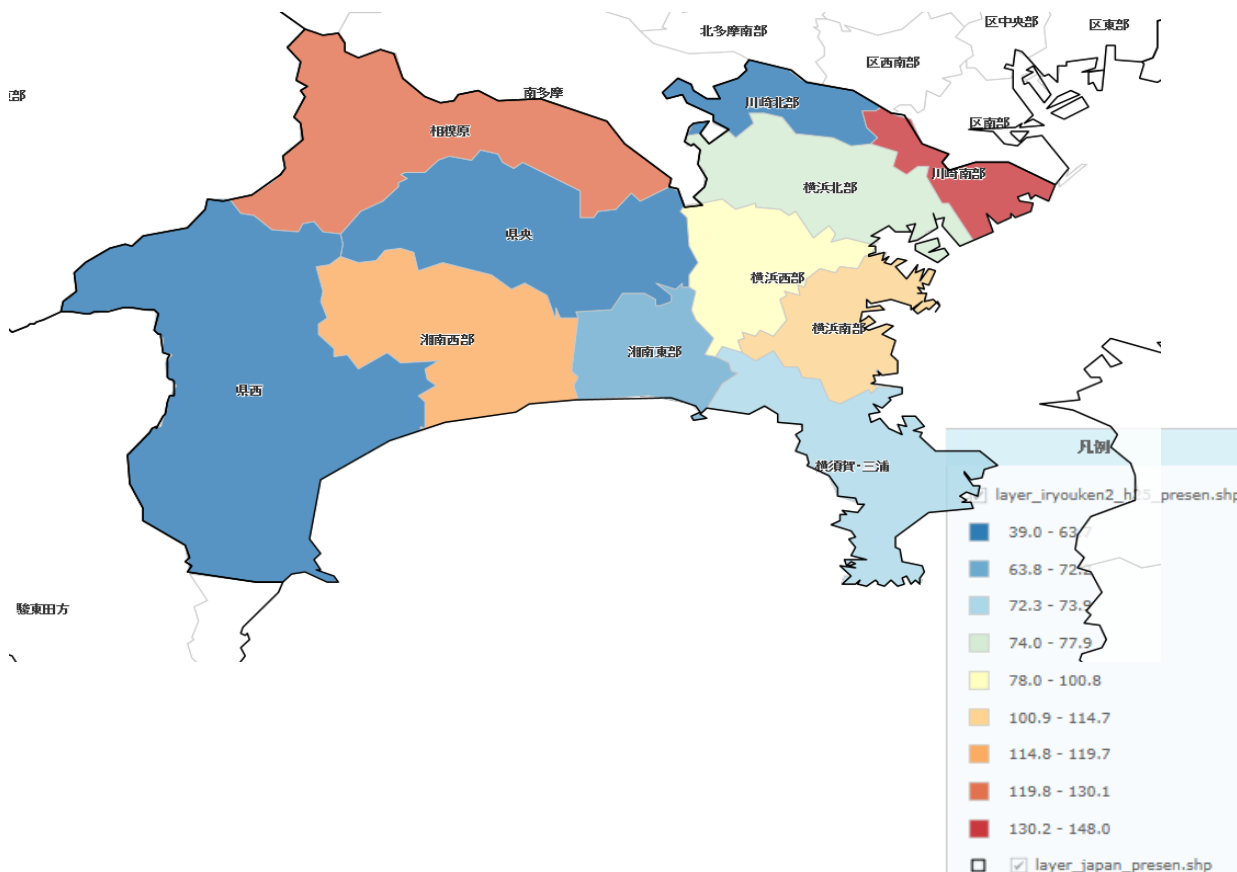 北多摩南部
区中央部
区東部
区西南部
南多摩
川崎北部
区南部
相模原
川崎南部
横浜北部
県央
横浜西部
横浜南部
湘南西部
湘南東部
県西
横須賀・三浦
駿東田方
凡例
layer_iryouken2_h25_presen.shp
39.0 - 63.7
63.8 - 72.2
72.3 - 73.9
74.0 - 77.9
78.0 - 100.8
100.9 - 114.7
114.8 - 119.7
119.8 - 130.1
130.2 - 148.0
layer_japan_presen.shp